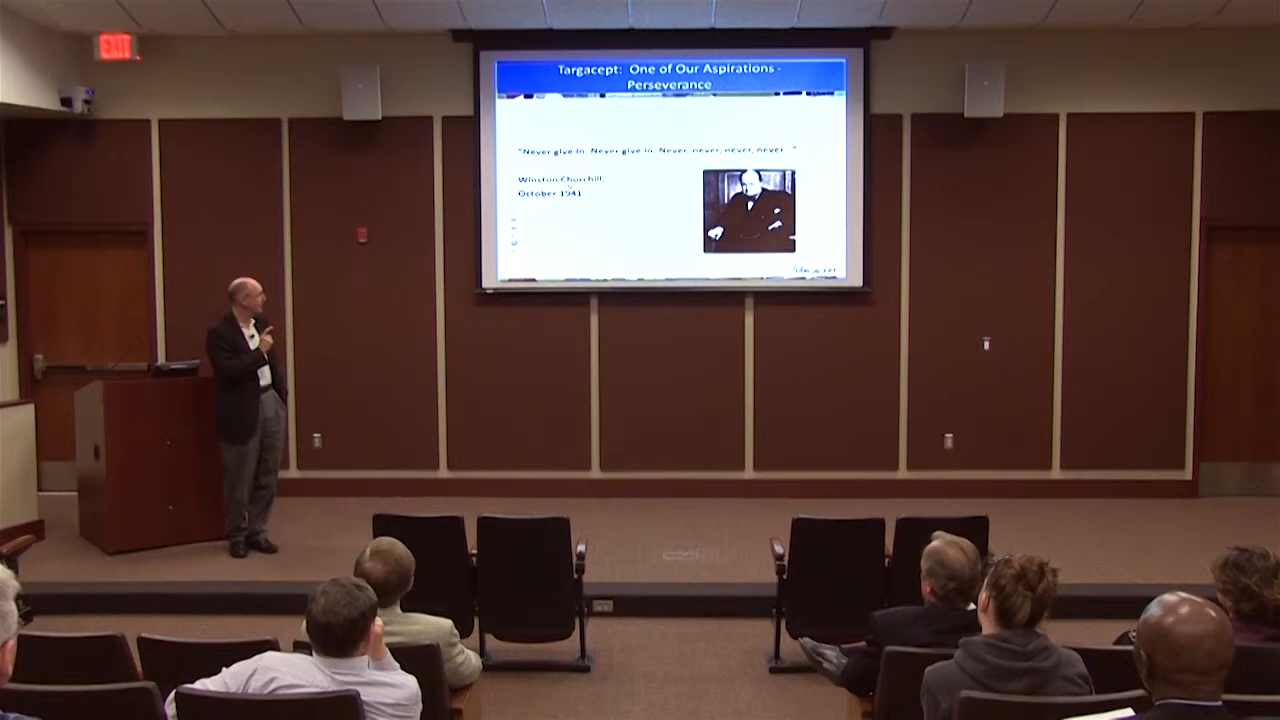 EXIT
Targacept: One of Our Aspirations -
Perseverance
"Never give in. Never give in. Never, never, never, never..."
Winston Churchill,
October 1941